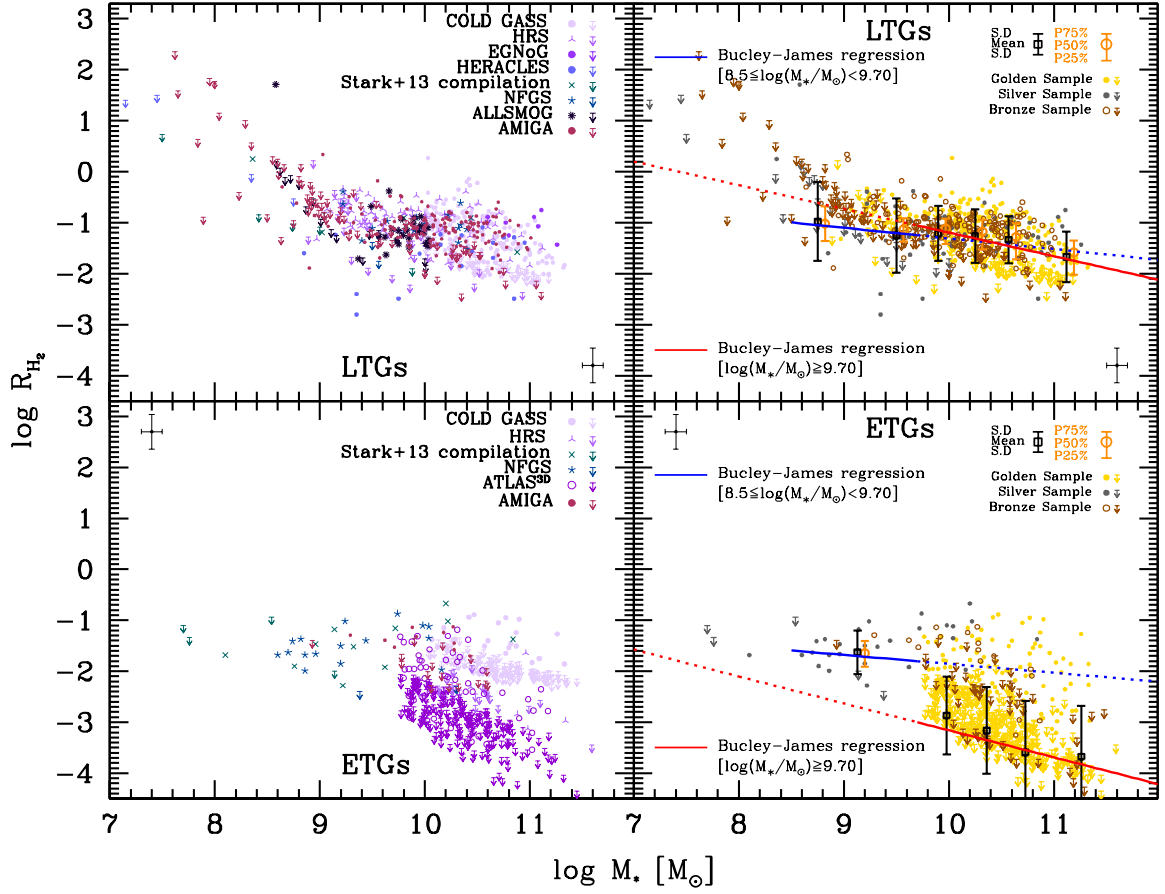 3
2
1
0
−1
−2
−3
−4
COLD GASS
HRS
EGNoG
HERACLES
Stark+13 compilation
NFGS
ALLSMOG
AMIGA
LTGs
LTGs
Bucley−James regression
[8.5≦log(M*/M⊙)<9.70]
S.D
Mean
S.D
P75%
P50%
P25%
Golden Sample
Silver Sample
Bronze Sample
Bucley−James regression
[log(M*/M⊙)≧9.70]
log R_H2
3
2
1
0
−1
−2
−3
−4
COLD GASS
HRS
Stark+13 compilation
NFGS
ATLAS3D
AMIGA
ETGs
ETGs
Bucley−James regression
[8.5≦log(M*/M⊙)<9.70]
S.D
Mean
S.D
P75%
P50%
P25%
Golden Sample
Silver Sample
Bronze Sample
Bucley−James regression
[log(M*/M⊙)≧9.70]
7 8 9 10 11 7 8 9 10 11
log M* [M⊙]